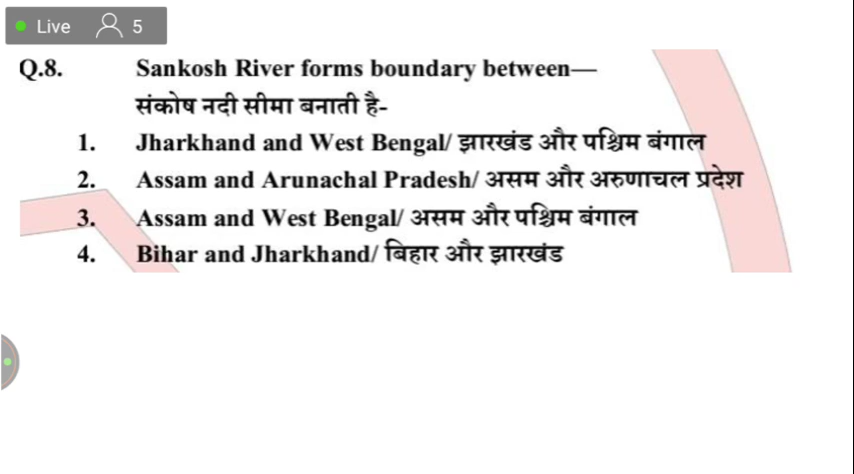 Live 5
Q.8. Sankosh River forms boundary between—
संकोष नदी सीमा बनाती है-
1. Jharkhand and West Bengal/ झारखंड और पश्चिम बंगाल
2. Assam and Arunachal Pradesh/ असम और अरुणाचल प्रदेश
3. Assam and West Bengal/ असम और पश्चिम बंगाल
4. Bihar and Jharkhand/ बिहार और झारखंड